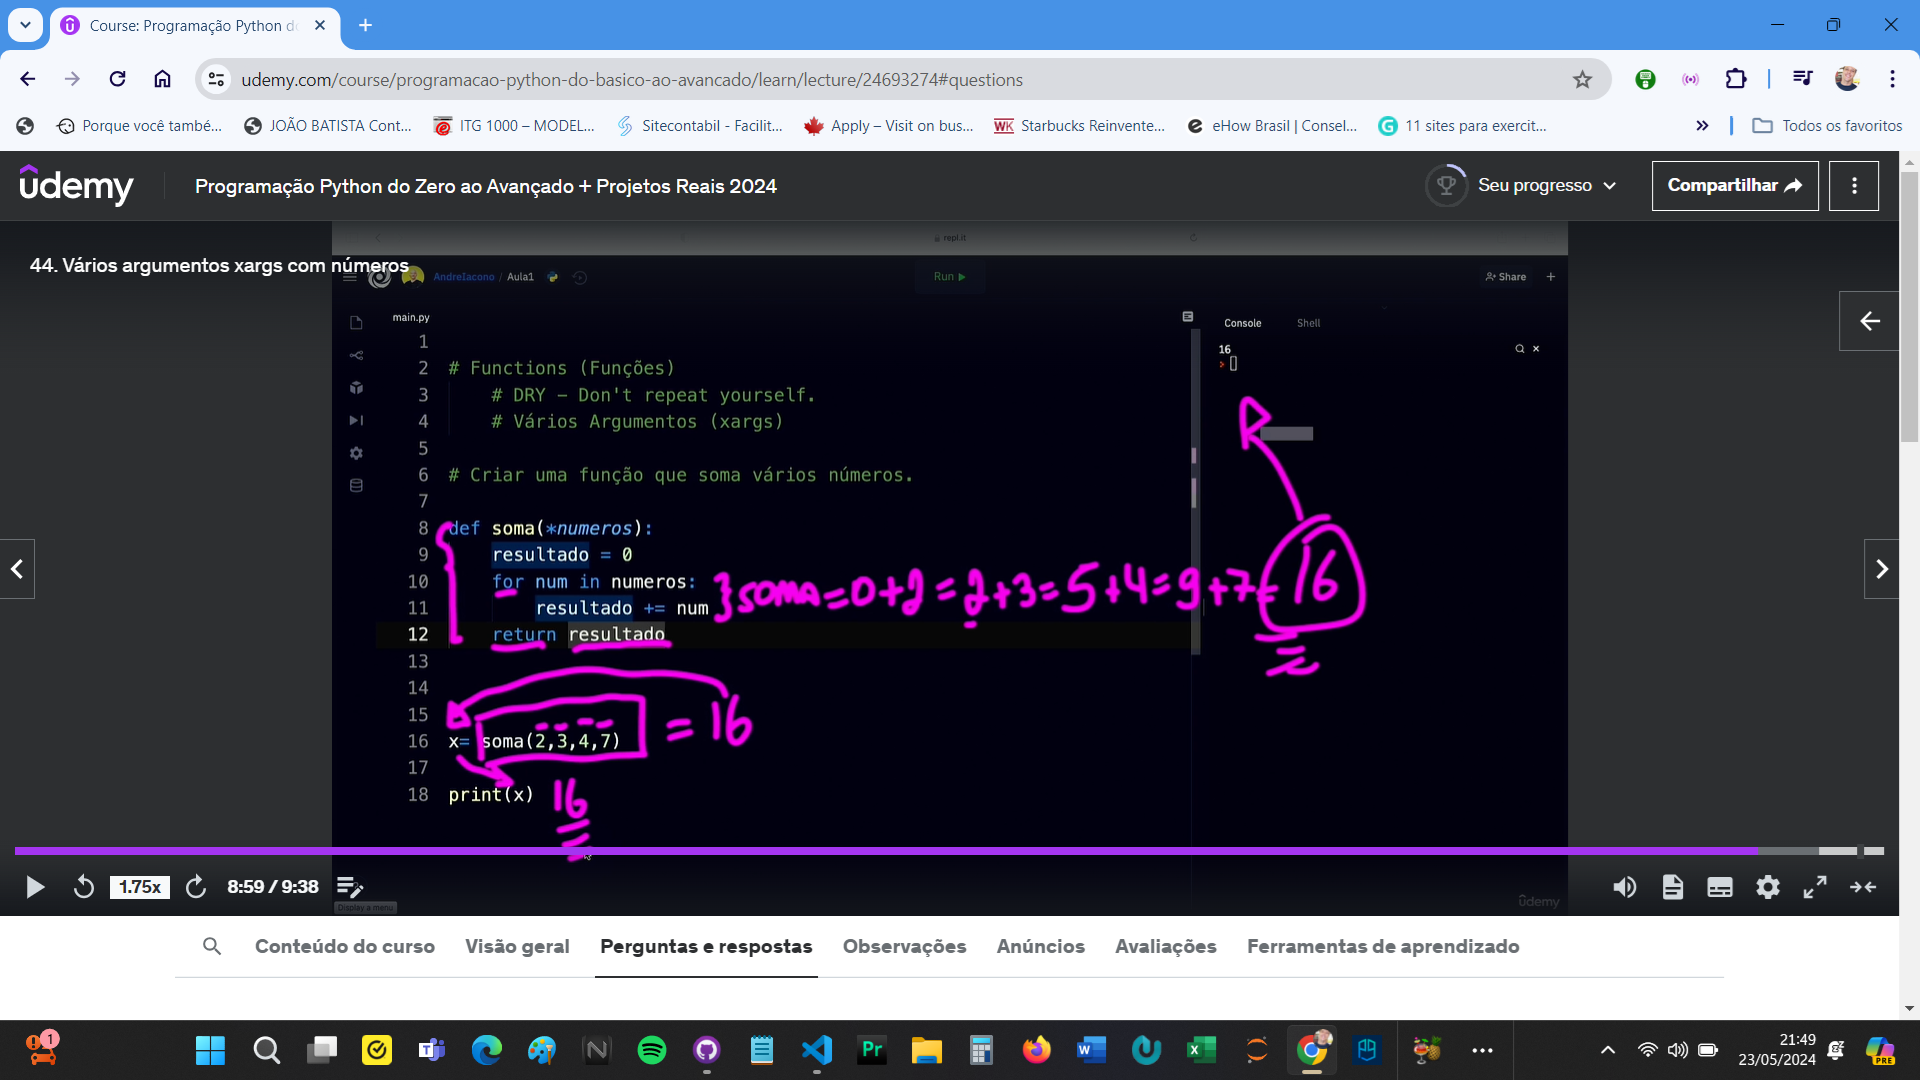 Course: Programação Python d
udemy.com/course/programacao-python-do-basico-ao-avancado/learn/lecture/24693274#questions
Porque você també... JOÃO BATISTA Cont... ITG 1000 – MODEL... Sitecontabil - Facilit... Apply – Visit on bus... Starbucks Reinvente... eHow Brasil | Consel... 11 sites para exercit... Todos os favoritos
udemy Programação Python do Zero ao Avançado + Projetos Reais 2024 Seu progresso Compartilhar
repl.it
44. Vários argumentos xargs com números
AndreIacono / Aula1 Run Share
main.py
Console Shell
1
16
2 # Functions (Funções)
3 # DRY – Don't repeat yourself.
4 # Vários Argumentos (xargs)
5
6 # Criar uma função que soma vários números.
7
8 def soma(*numeros):
9 resultado = 0
10 for num in numeros:
11 resultado += num
}soma=0+2=2+3=5+4=9+7=16
12 return resultado
13
14
15
16 x= soma(2,3,4,7)
= 16
17
18 print(x)
16
1.75x 8:59 / 9:38
Display a menu
udemy
Conteúdo do curso Visão geral Perguntas e respostas Observações Anúncios Avaliações Ferramentas de aprendizado
1
21:49
23/05/2024
PRE